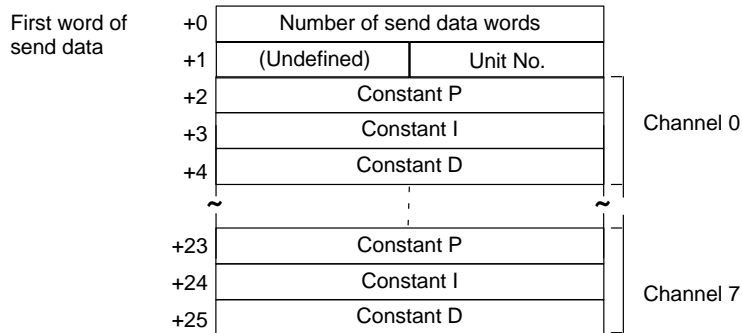 First word of
send data
+0 Number of send data words
+1 (Undefined) Unit No.
+2 Constant P
+3 Constant I
+4 Constant D
Channel 0
~ ~
+23 Constant P
+24 Constant I
+25 Constant D
Channel 7